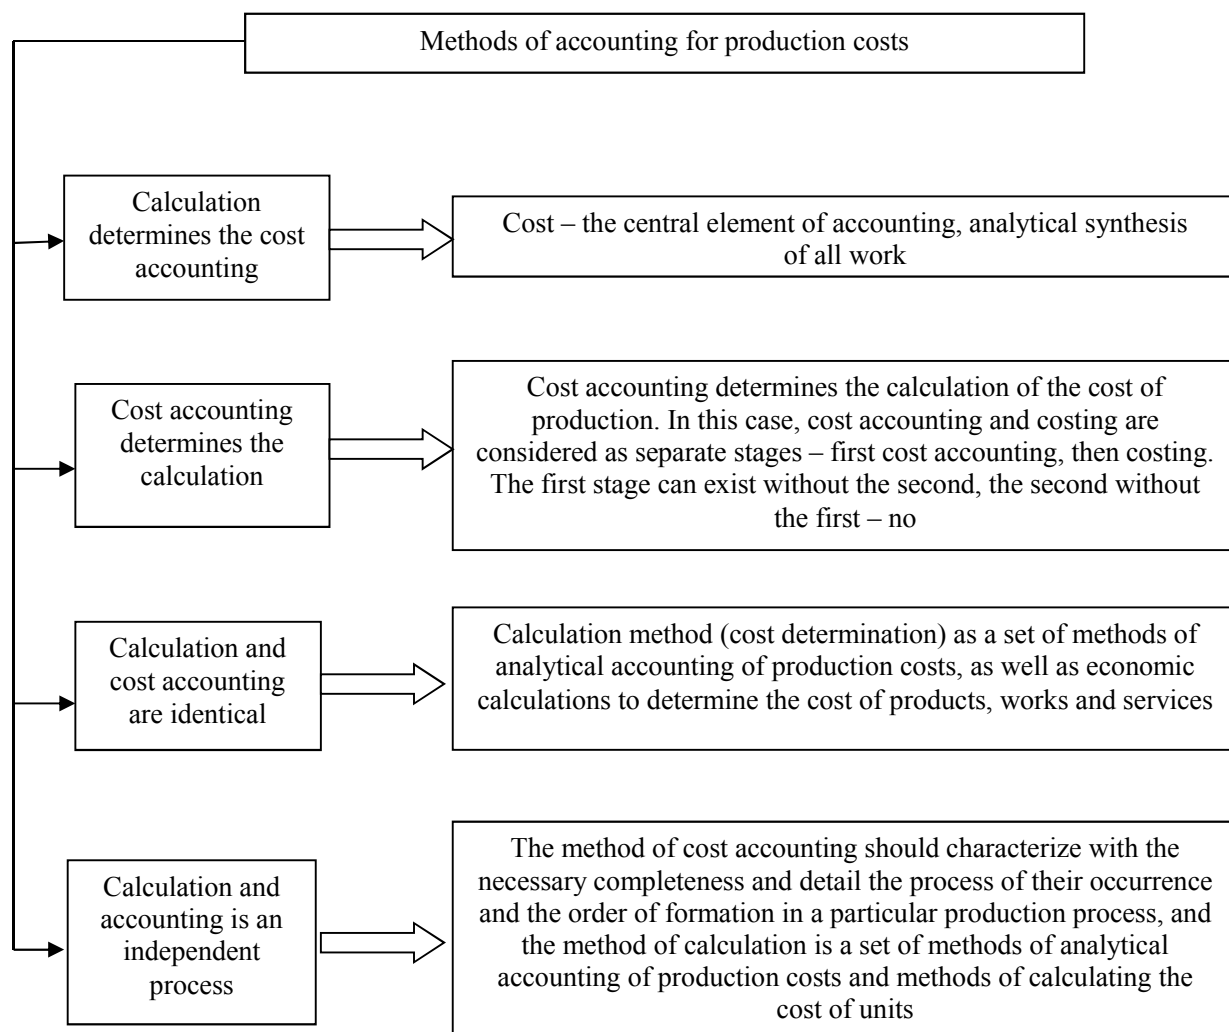 Methods of accounting for production costs
Calculation
determines the cost
accounting
Cost – the central element of accounting, analytical synthesis
of all work
Cost accounting
determines the
calculation
Cost accounting determines the calculation of the cost of
production. In this case, cost accounting and costing are
considered as separate stages – first cost accounting, then costing.
The first stage can exist without the second, the second without
the first – no
Calculation and
cost accounting
are identical
Calculation method (cost determination) as a set of methods of
analytical accounting of production costs, as well as economic
calculations to determine the cost of products, works and services
Calculation and
accounting is an
independent
process
The method of cost accounting should characterize with the
necessary completeness and detail the process of their occurrence
and the order of formation in a particular production process, and
the method of calculation is a set of methods of analytical
accounting of production costs and methods of calculating the
cost of units